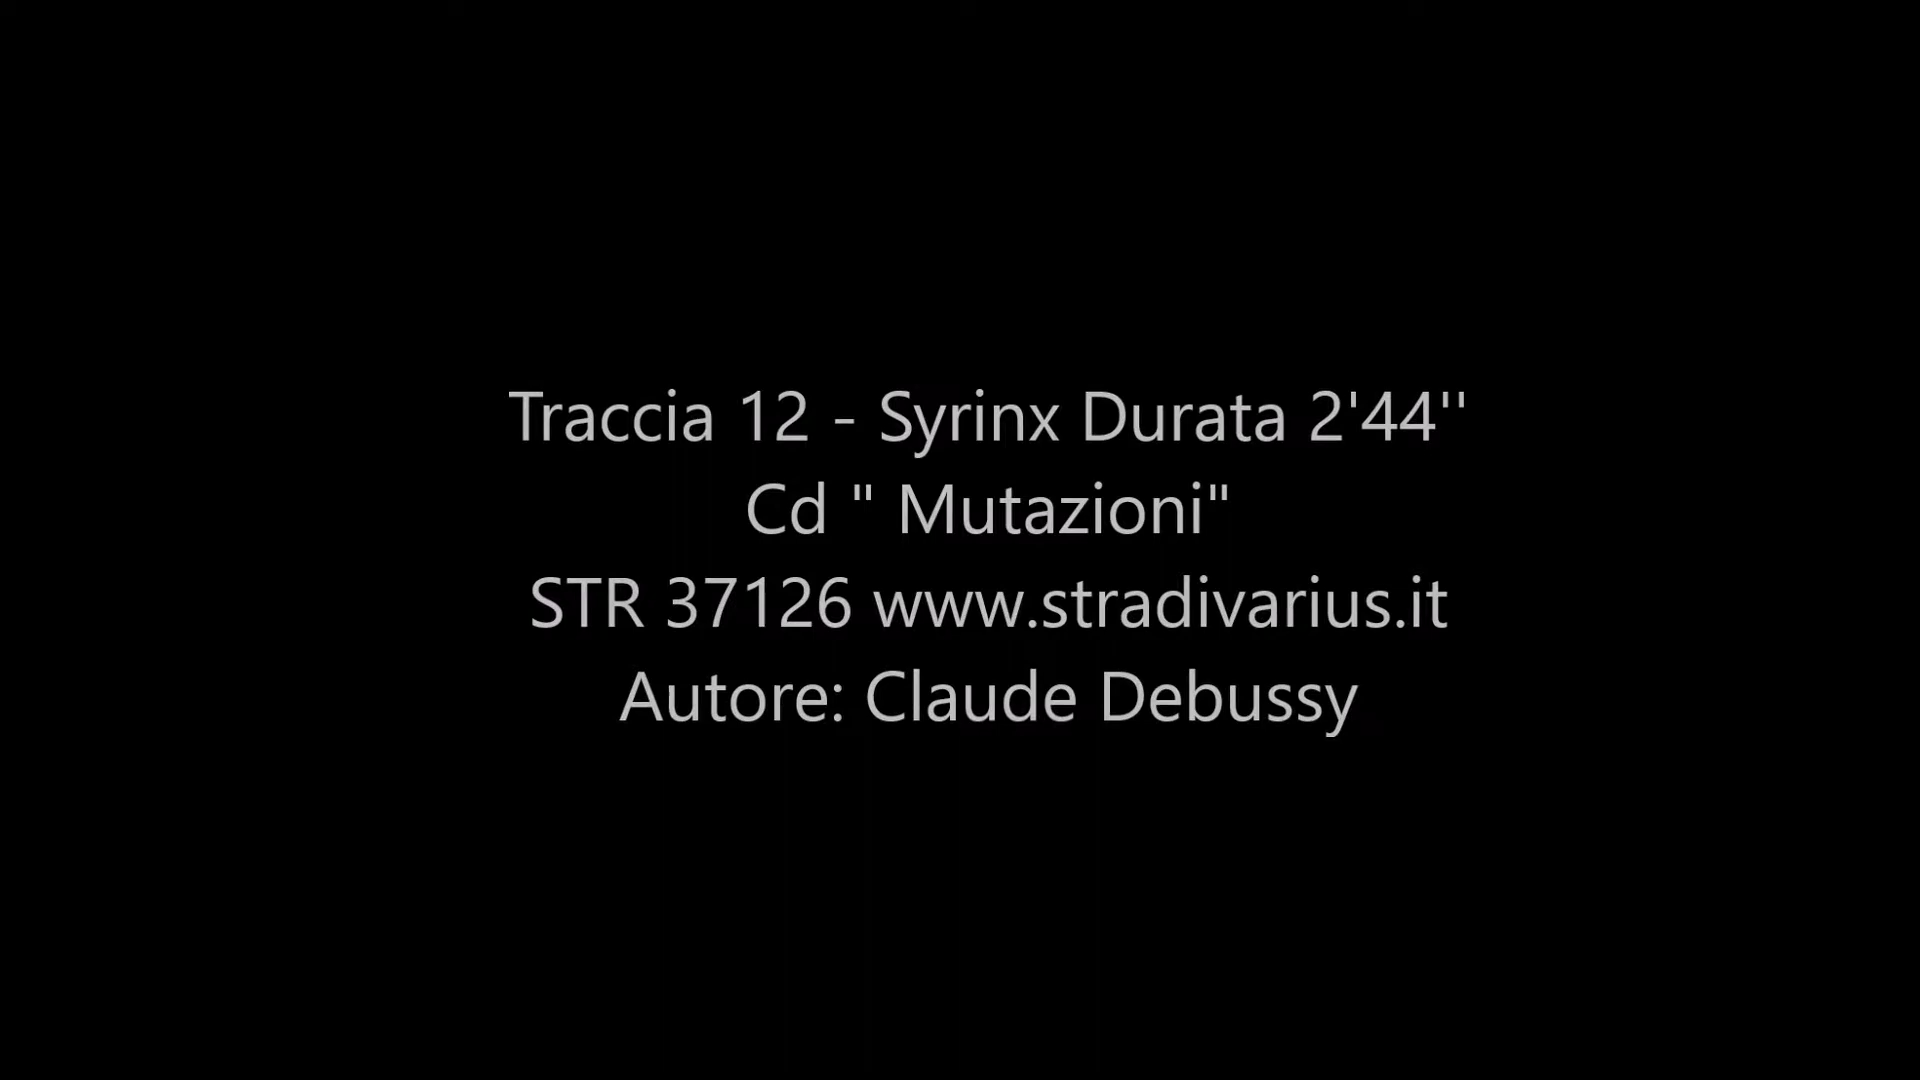 Traccia 12 - Syrinx Durata 2'44''
Cd " Mutazioni"
STR 37126 www.stradivarius.it
Autore: Claude Debussy